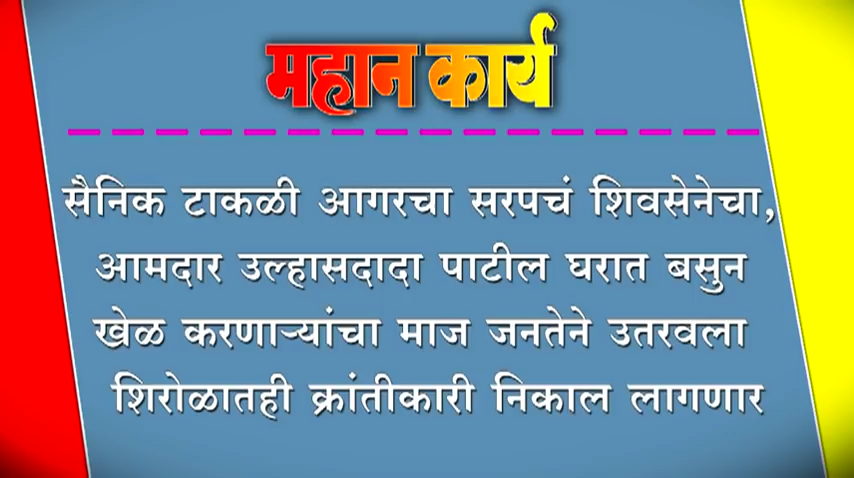 महान कार्य
सैनिक टाकळी आगरचा सरपचं शिवसेनेचा,
आमदार उल्हासदादा पाटील घरात बसुन
खेळ करणाऱ्यांचा माज जनतेने उतरवला
शिरोळातही क्रांतीकारी निकाल लागणार